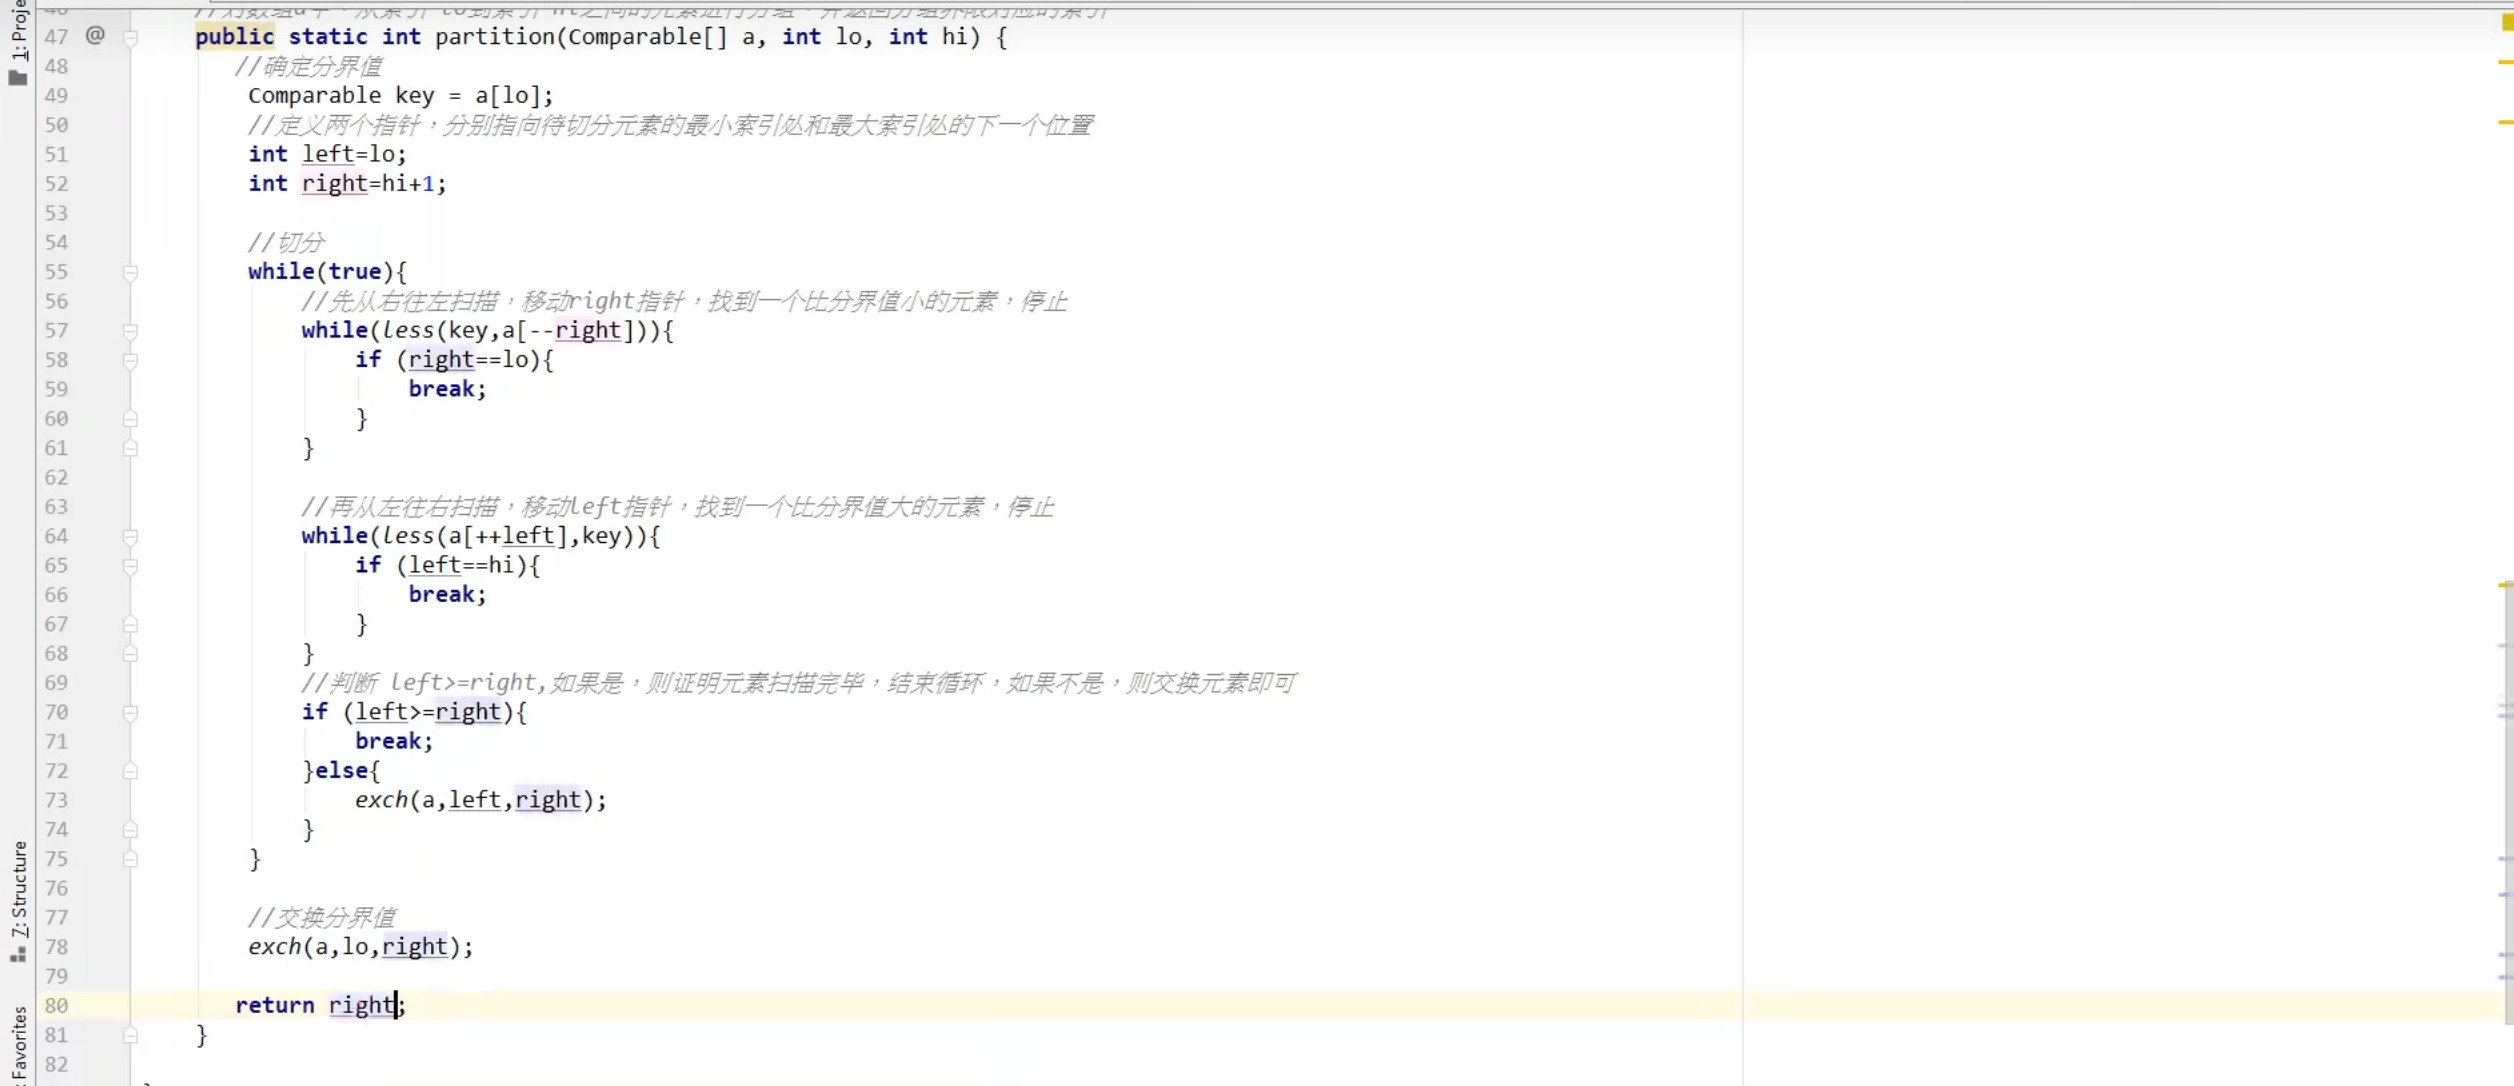 1: Proje
47 @ public static int partition(Comparable[] a, int lo, int hi) {
48 //确定分界值
49 Comparable key = a[lo];
50 //定义两个指针，分别指向待切分元素的最小索引处和最大索引处的下一个位置
51 int left=lo;
52 int right=hi+1;
53
54 //切分
55 while(true){
56 //先从右往左扫描，移动right指针，找到一个比分界值小的元素，停止
57 while(less(key,a[--right])){
58 if (right==lo){
59 break;
60 }
61 }
62
63 //再从左往右扫描，移动left指针，找到一个比分界值大的元素，停止
64 while(less(a[++left],key)){
65 if (left==hi){
66 break;
67 }
68 }
69 //判断 left>=right,如果是，则证明元素扫描完毕，结束循环，如果不是，则交换元素即可
70 if (left>=right){
71 break;
72 }else{
73 exch(a,left,right);
74 }
75 }
76
77 //交换分界值
78 exch(a,lo,right);
79
80 return right;
81 }
82
7: Structure
Favorites